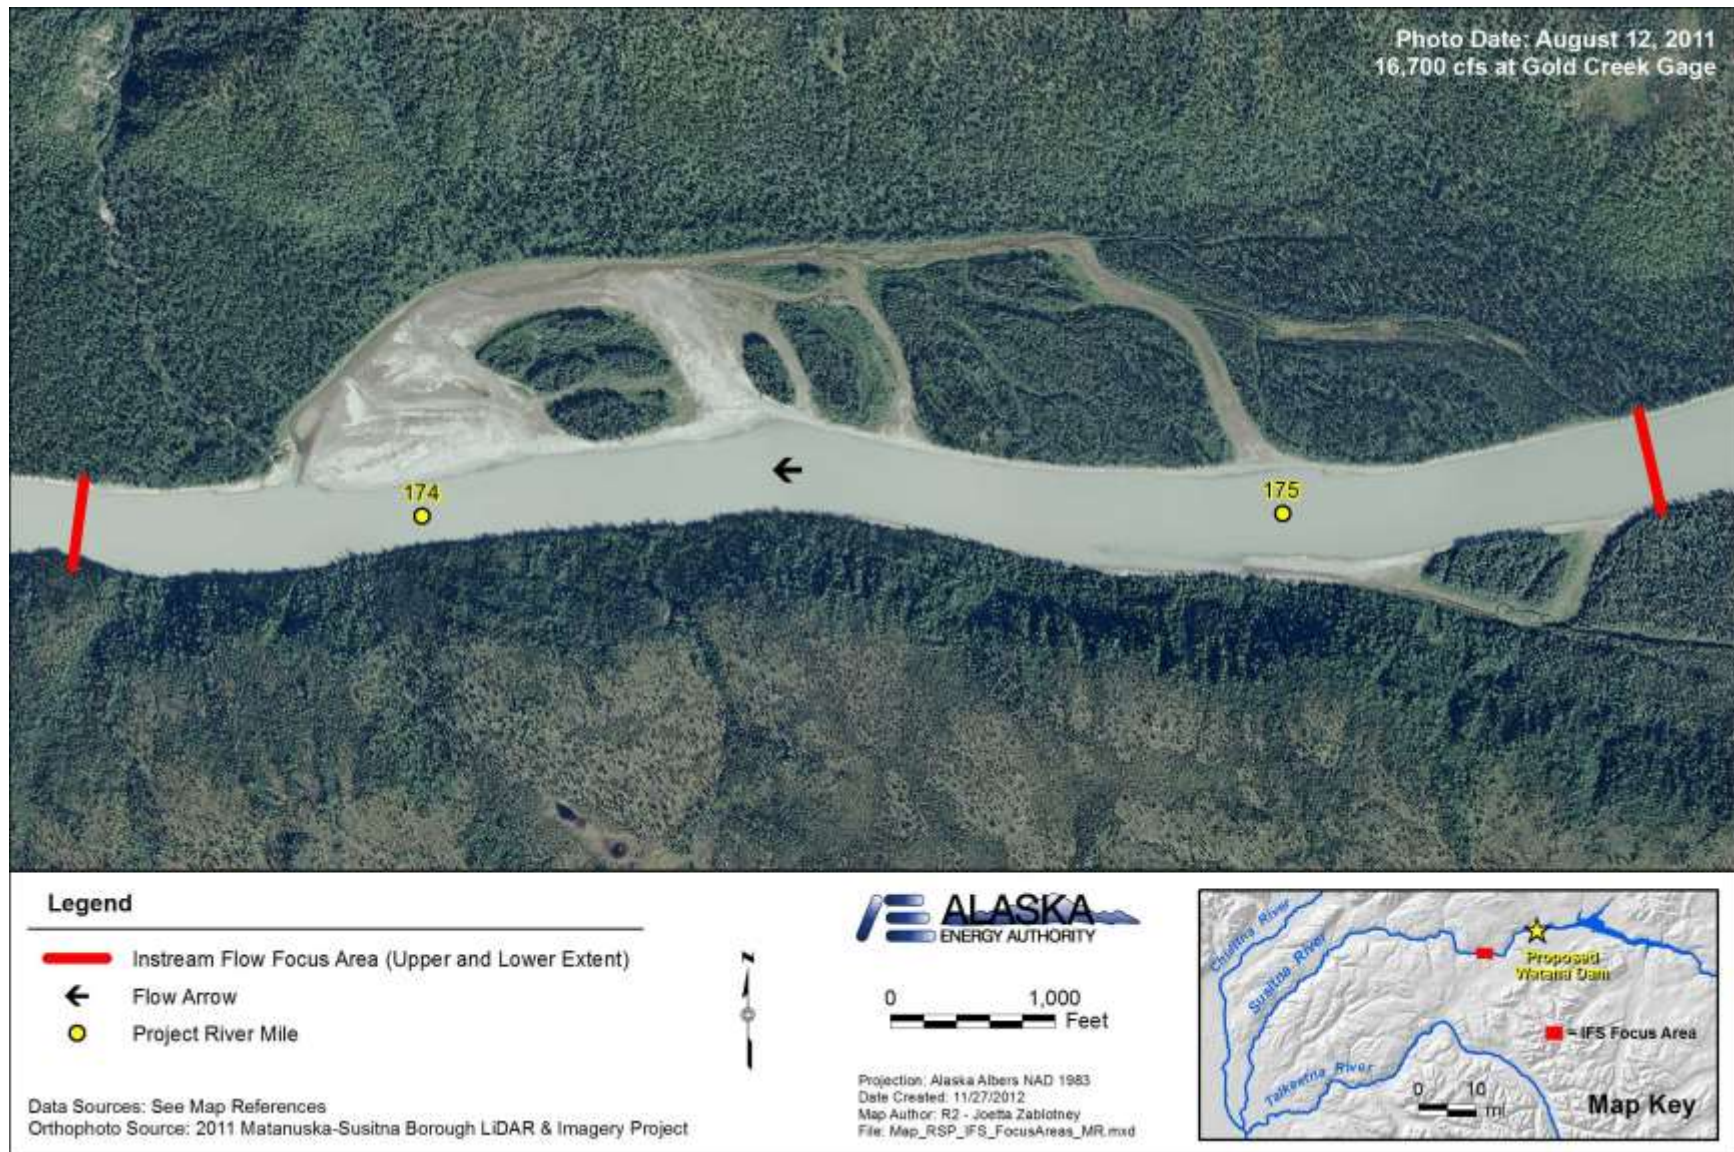 Photo Date: August 12, 2011
16,700 cfs at Gold Creek Gage
174
175
Legend
Instream Flow Focus Area (Upper and Lower Extent)
Flow Arrow
Project River Mile
Data Sources: See Map References
Orthophoto Source: 2011 Matanuska-Susitna Borough LiDAR & Imagery Project
N
ALASKA
ENERGY AUTHORITY
0 1,000
Feet
Projection: Alaska Albers NAD 1983
Date Created: 11/27/2012
Map Author: R2 - Joetta Zablotney
File: Map_RSP_IFS_FocusAreas_MR.mxd
Chulitna River
Susitna River
Talkeetna River
Proposed
Watana Dam
= IFS Focus Area
0 10
mi
Map Key